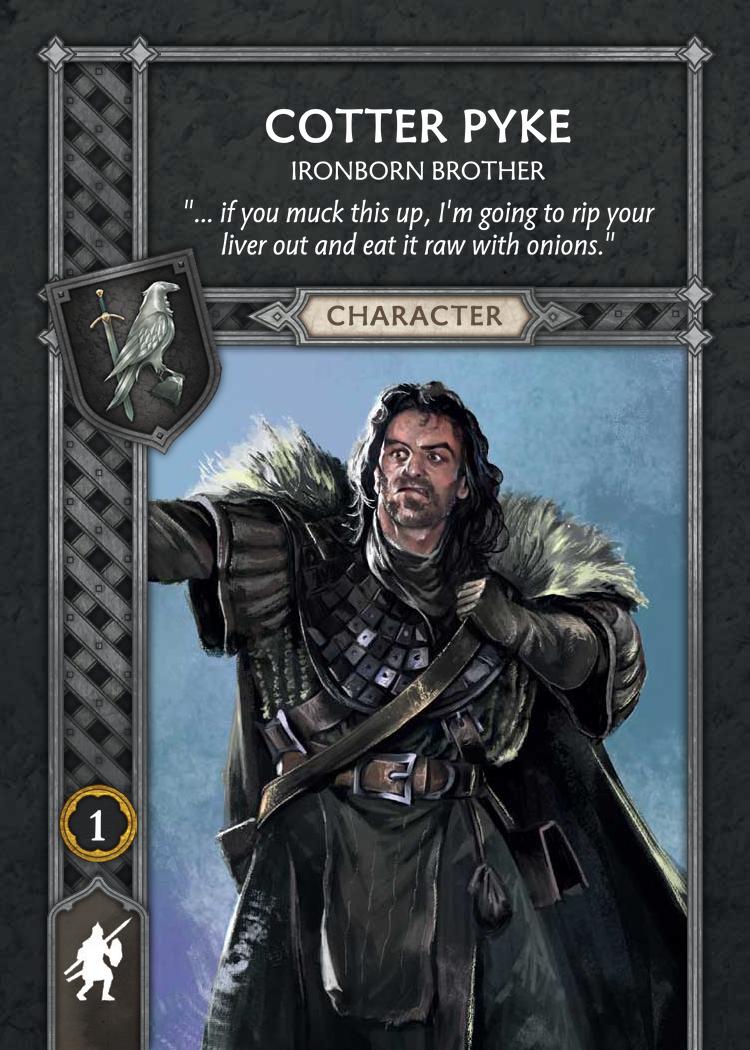 COTTER PYKE
IRONBORN BROTHER
"... if you muck this up, I'm going to rip your
liver out and eat it raw with onions."
CHARACTER
1